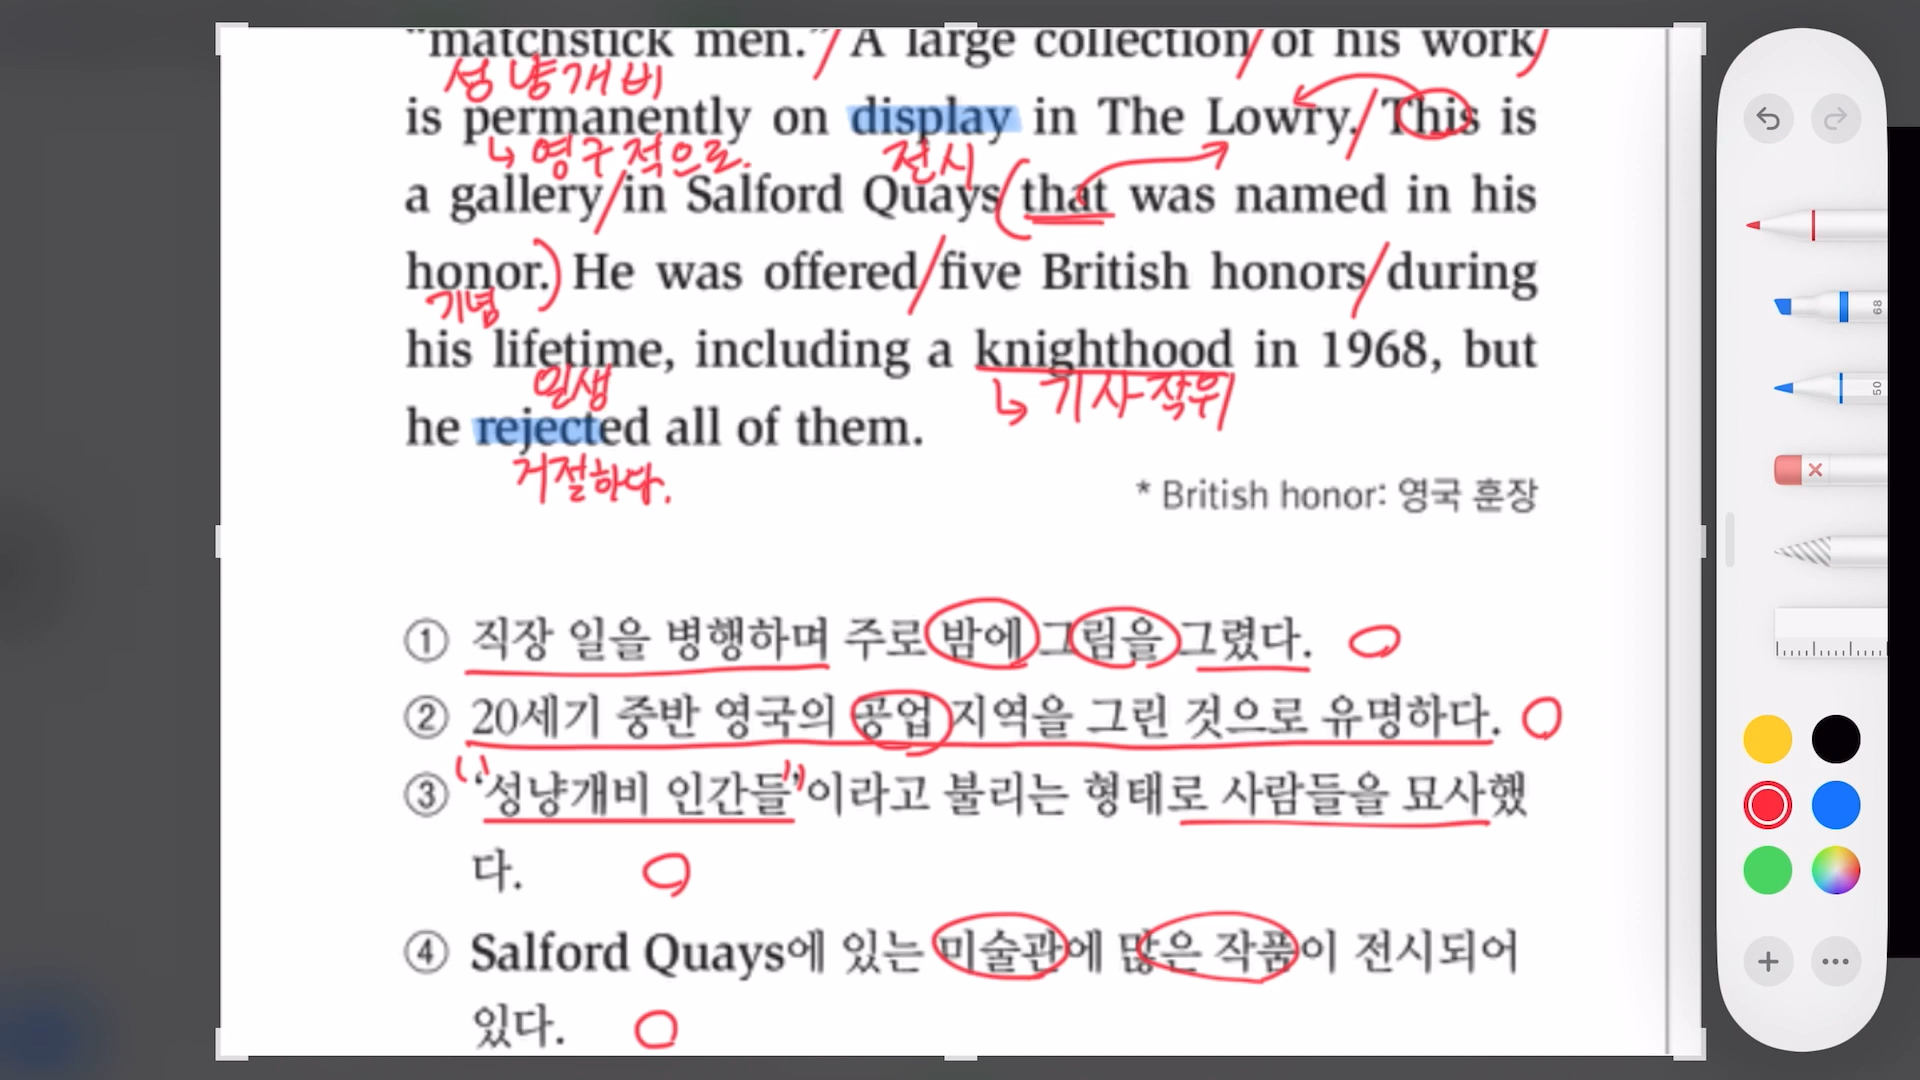 “matchstick men.” A large collection of his work
성냥개비
is permanently on display in The Lowry. This is
↳ 영구적으로. 전시
a gallery in Salford Quays (that was named in his
honor.) He was offered five British honors during
기념
his lifetime, including a knighthood in 1968, but
인생 ↳ 기사작위
he rejected all of them.
거절하다.
* British honor: 영국 훈장
① 직장 일을 병행하며 주로 밤에 그림을 그렸다.
② 20세기 중반 영국의 공업 지역을 그린 것으로 유명하다.
③ ‘성냥개비 인간들’이라고 불리는 형태로 사람들을 묘사했
다.
④ Salford Quays에 있는 미술관에 많은 작품이 전시되어
있다.
68
50